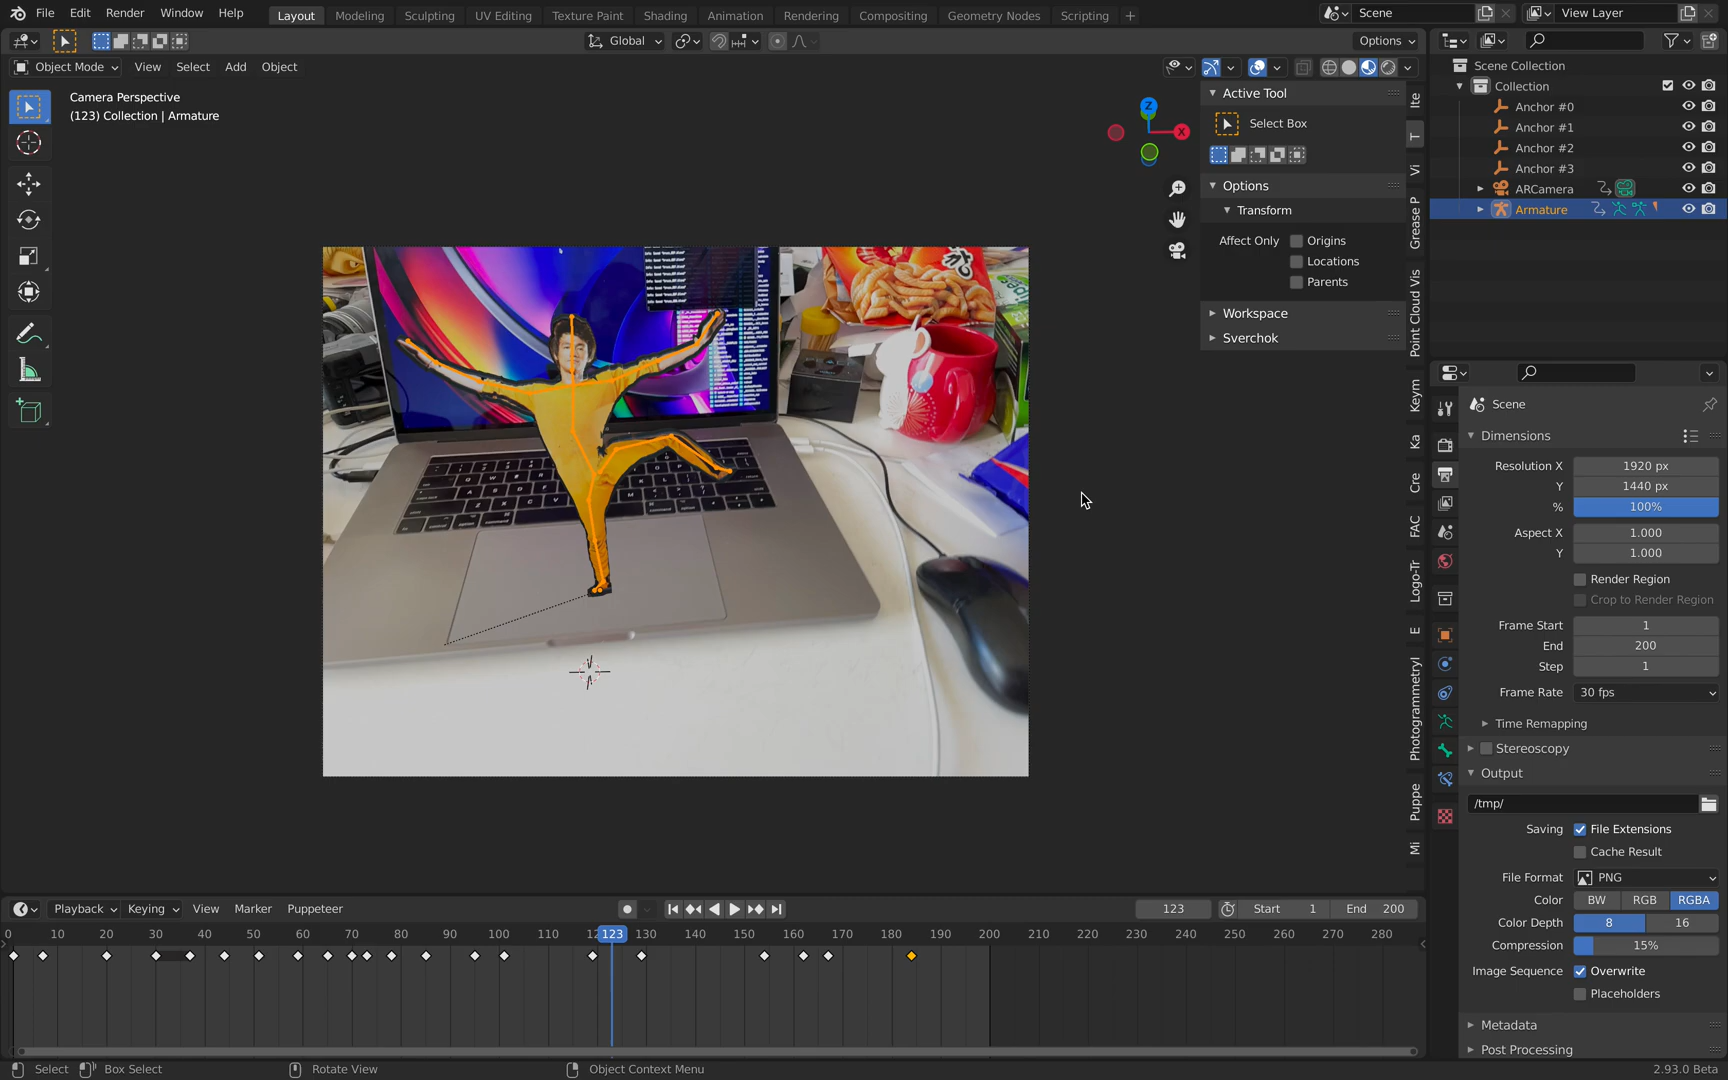 File Edit Render Window Help Layout Modeling Sculpting UV Editing Texture Paint Shading Animation Rendering Compositing Geometry Nodes Scripting + Scene View Layer
Global Options
Object Mode View Select Add Object
Camera Perspective
(123) Collection | Armature
Z
X
Active Tool
Select Box
Options
Transform
Affect Only Origins
Locations
Parents
Workspace
Sverchok
Ite
T
Vi
Grease P
Point Cloud Vis
Keym
Ka
Cre
FAC
Logo-Tr
E
Photogrammetryl
Puppe
Mi
Scene Collection
Collection
Anchor #0
Anchor #1
Anchor #2
Anchor #3
ARCamera
Armature
Scene
Dimensions
Resolution X 1920 px
Y 1440 px
% 100%
Aspect X 1.000
Y 1.000
Render Region
Crop to Render Region
Frame Start 1
End 200
Step 1
Frame Rate 30 fps
Time Remapping
Stereoscopy
Output
/tmp/
Saving File Extensions
Cache Result
File Format PNG
Color BW RGB RGBA
Color Depth 8 16
Compression 15%
Image Sequence Overwrite
Placeholders
Metadata
Post Processing
Playback Keying View Marker Puppeteer 123 Start 1 End 200
0 10 20 30 40 50 60 70 80 90 100 110 12 123 130 140 150 160 170 180 190 200 210 220 230 240 250 260 270 280
Select Box Select Rotate View Object Context Menu 2.93.0 Beta